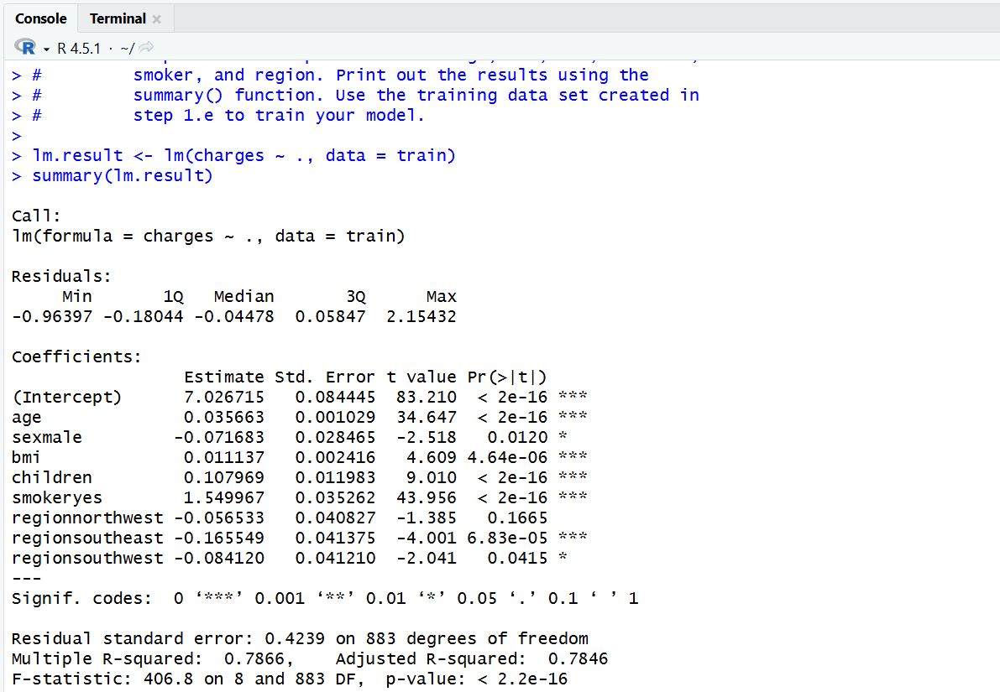 Console Terminal ×
R R 4.5.1 · ~/
> # smoker, and region. Print out the results using the
> # summary() function. Use the training data set created in
> # step 1.e to train your model.
>
> lm.result <- lm(charges ~ ., data = train)
> summary(lm.result)
Call:
lm(formula = charges ~ ., data = train)
Residuals:
Min 1Q Median 3Q Max
-0.96397 -0.18044 -0.04478 0.05847 2.15432
Coefficients:
Estimate Std. Error t value Pr(>|t|)
(Intercept) 7.026715 0.084445 83.210 < 2e-16 ***
age 0.035663 0.001029 34.647 < 2e-16 ***
sexmale -0.071683 0.028465 -2.518 0.0120 *
bmi 0.011137 0.002416 4.609 4.64e-06 ***
children 0.107969 0.011983 9.010 < 2e-16 ***
smokeryes 1.549967 0.035262 43.956 < 2e-16 ***
regionnorthwest -0.056533 0.040827 -1.385 0.1665
regionsoutheast -0.165549 0.041375 -4.001 6.83e-05 ***
regionsouthwest -0.084120 0.041210 -2.041 0.0415 *
---
Signif. codes: 0 ‘***’ 0.001 ‘**’ 0.01 ‘*’ 0.05 ‘.’ 0.1 ‘ ’ 1
Residual standard error: 0.4239 on 883 degrees of freedom
Multiple R-squared: 0.7866, Adjusted R-squared: 0.7846
F-statistic: 406.8 on 8 and 883 DF, p-value: < 2.2e-16